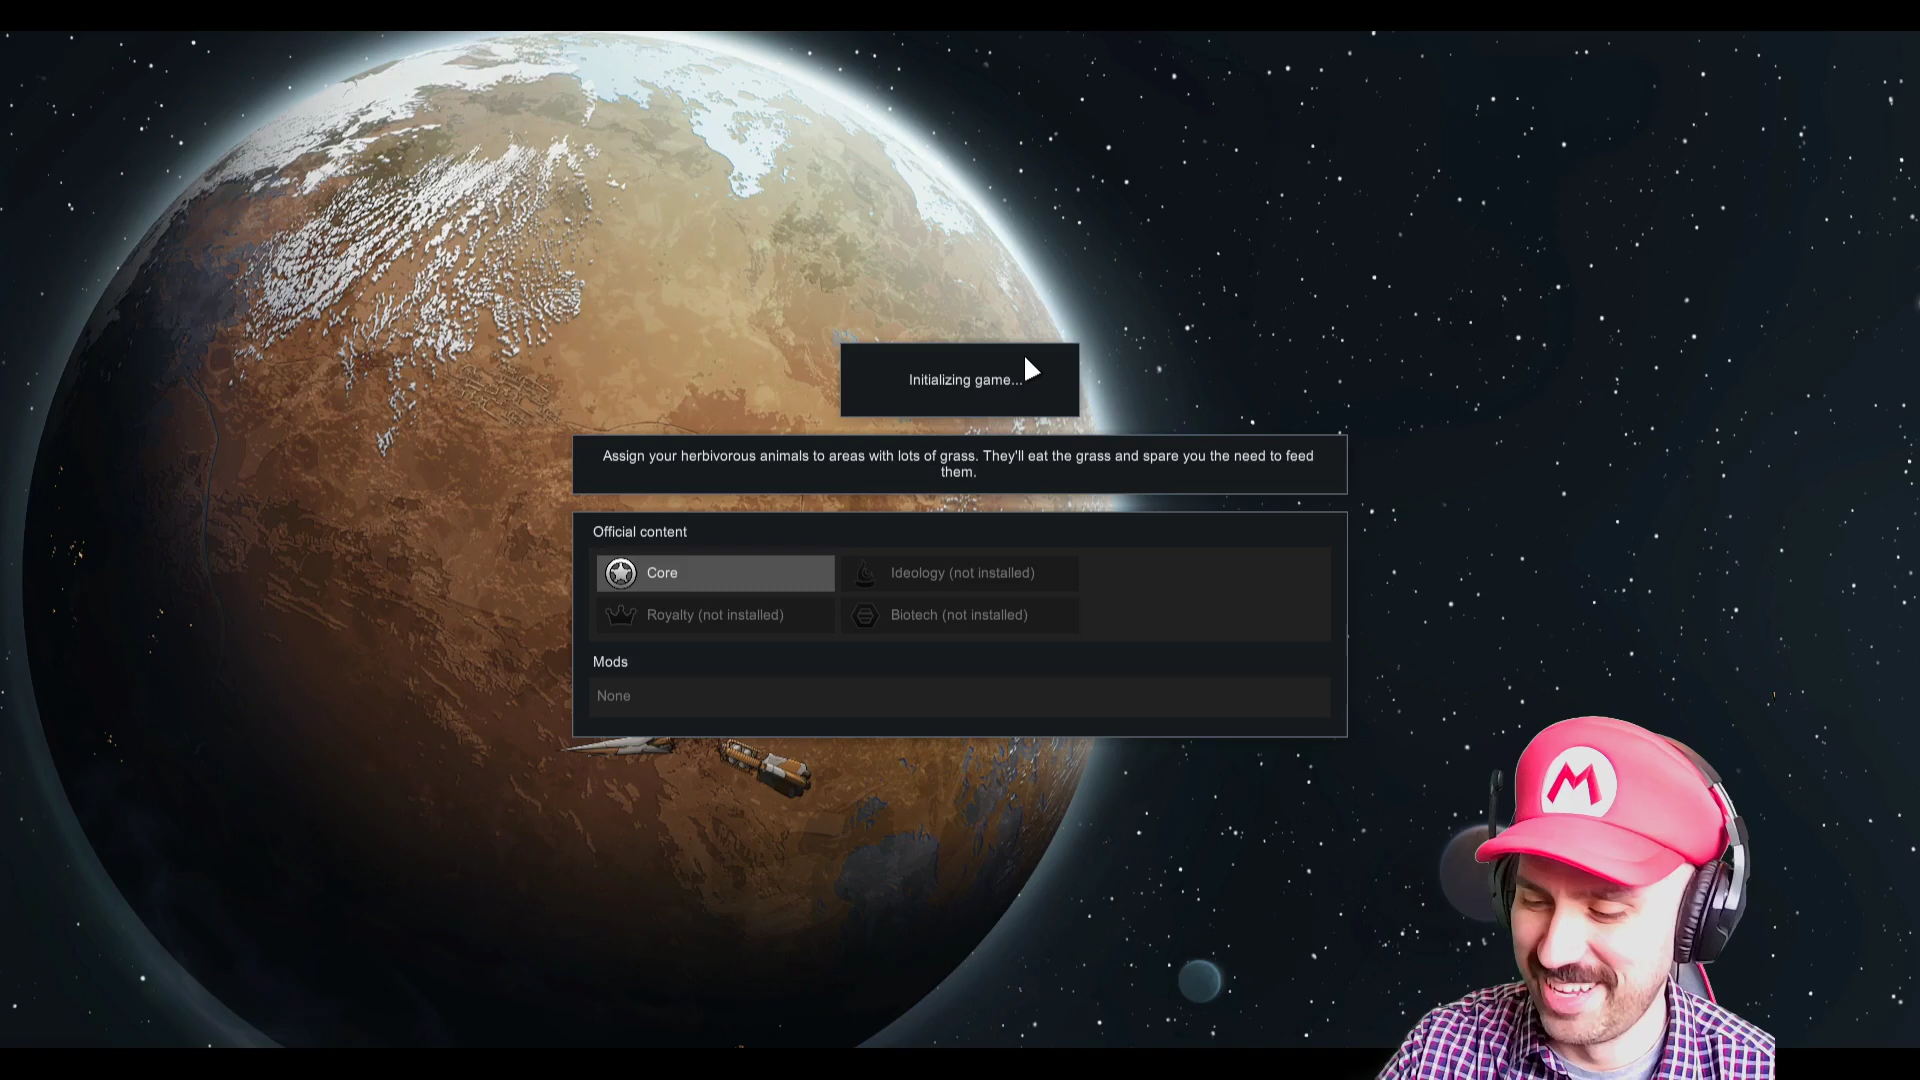 Initializing game...
Assign your herbivorous animals to areas with lots of grass. They'll eat the grass and spare you the need to feed
them.
Official content
Core
Ideology (not installed)
Royalty (not installed)
Biotech (not installed)
Mods
None
M